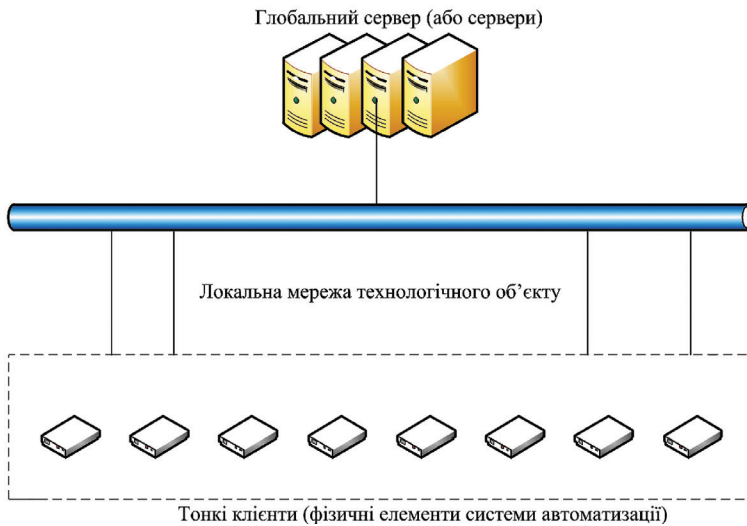 Глобальний сервер (або сервери)
Локальна мережа технологічного об’єкту
Тонкі клієнти (фізичні елементи системи автоматизації)